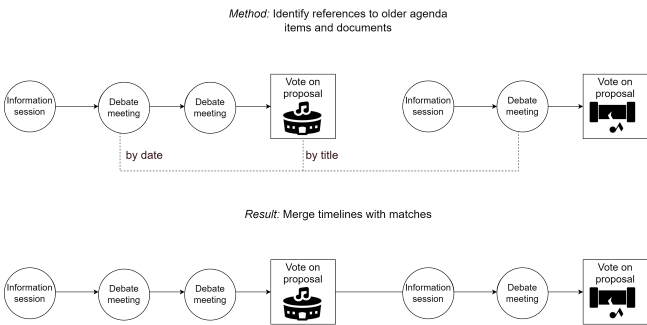 Method: Identify references to older agenda
items and documents
Information
session
Debate
meeting
Debate
meeting
Vote on
proposal
Information
session
Debate
meeting
Vote on
proposal
by date
by title
Result: Merge timelines with matches
Information
session
Debate
meeting
Debate
meeting
Vote on
proposal
Information
session
Debate
meeting
Vote on
proposal